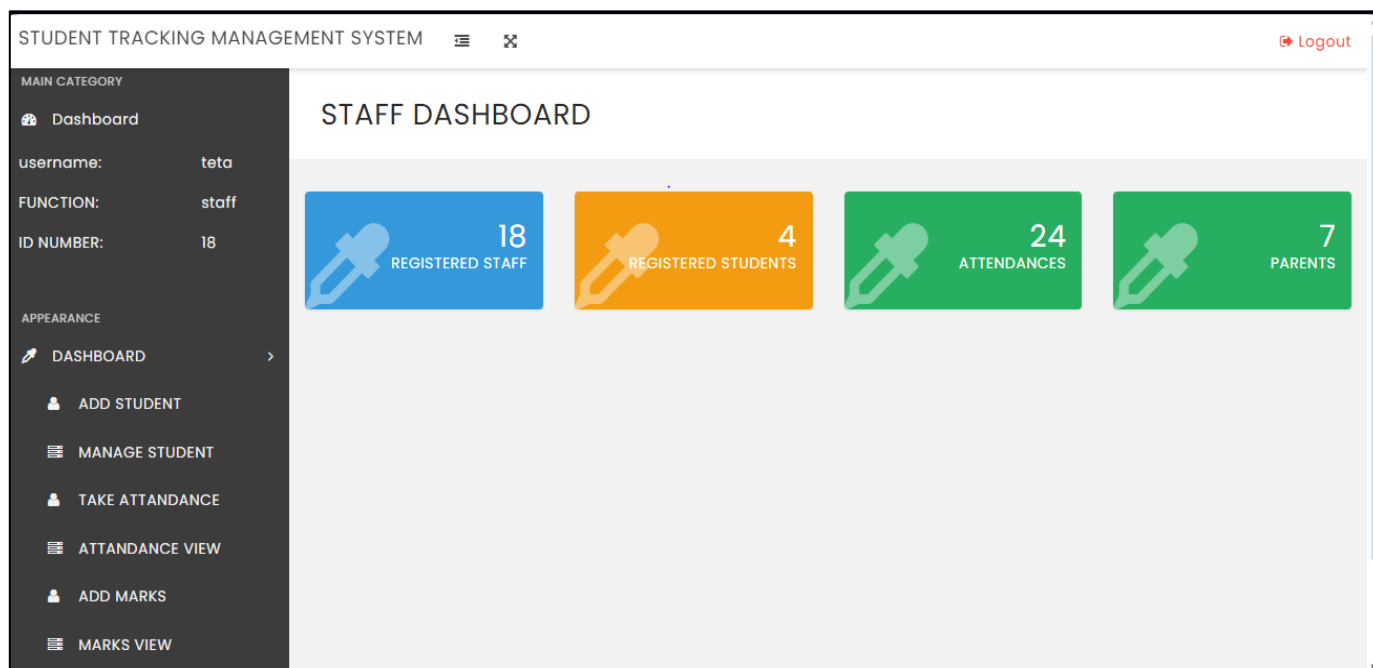 STUDENT TRACKING MANAGEMENT SYSTEM
Logout
MAIN CATEGORY
Dashboard
username: teta
FUNCTION: staff
ID NUMBER: 18
APPEARANCE
DASHBOARD
ADD STUDENT
MANAGE STUDENT
TAKE ATTANDANCE
ATTANDANCE VIEW
ADD MARKS
MARKS VIEW
STAFF DASHBOARD
18
REGISTERED STAFF
4
REGISTERED STUDENTS
24
ATTENDANCES
7
PARENTS